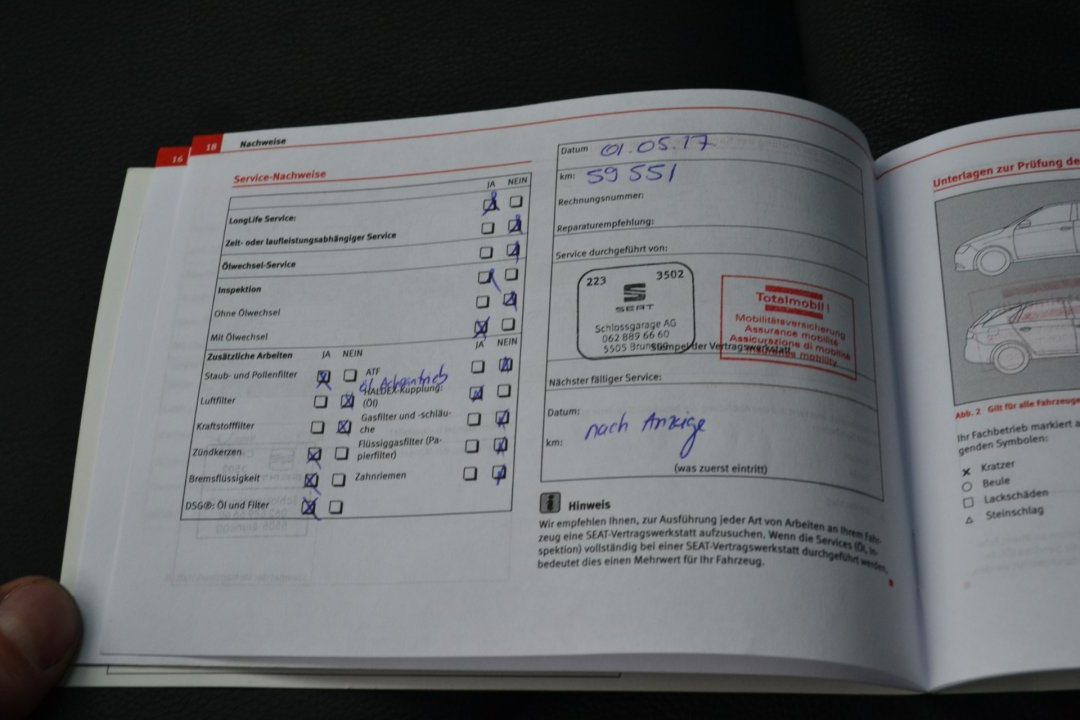 16
18 Nachweise
Service-Nachweise
JA NEIN
LongLife Service:
Zeit- oder laufleistungsabhängiger Service
Ölwechsel-Service
Inspektion
Ohne Ölwechsel
Mit Ölwechsel
Zusätzliche Arbeiten JA NEIN JA NEIN
Staub- und Pollenfilter
ATF
öl Achsantrieb
Luftfilter
HALDEX-Kupplung:
(Öl)
Kraftstofffilter
Gasfilter und -schläu-
che
Zündkerzen
Flüssiggasfilter (Pa-
pierfilter)
Bremsflüssigkeit
Zahnriemen
DSG®: Öl und Filter
Datum 01.05.17
km: 59 551
Rechnungsnummer:
Reparaturempfehlung:
Service durchgeführt von:
223 3502
SEAT
Schlossgarage AG
062 889 66 60
5505 Brunegg
Totalmobil!
Mobilitätsversicherung
Assurance mobilité
Assicurazione di mobilità
Insurance mobility
Stempel der Vertragswerkstatt
Nächster fälliger Service:
Datum:
nach Anzeige
km:
(was zuerst eintritt)
Hinweis
Wir empfehlen Ihnen, zur Ausführung jeder Art von Arbeiten an Ihrem Fahr-
zeug eine SEAT-Vertragswerkstatt aufzusuchen. Wenn die Services (Öl, In-
spektion) vollständig bei einer SEAT-Vertragswerkstatt durchgeführt werden,
bedeutet dies einen Mehrwert für Ihr Fahrzeug.
Unterlagen zur Prüfung de
Abb. 2 Gilt für alle Fahrzeuge
Ihr Fachbetrieb markiert a
genden Symbolen:
Kratzer
Beule
Lackschäden
Steinschlag